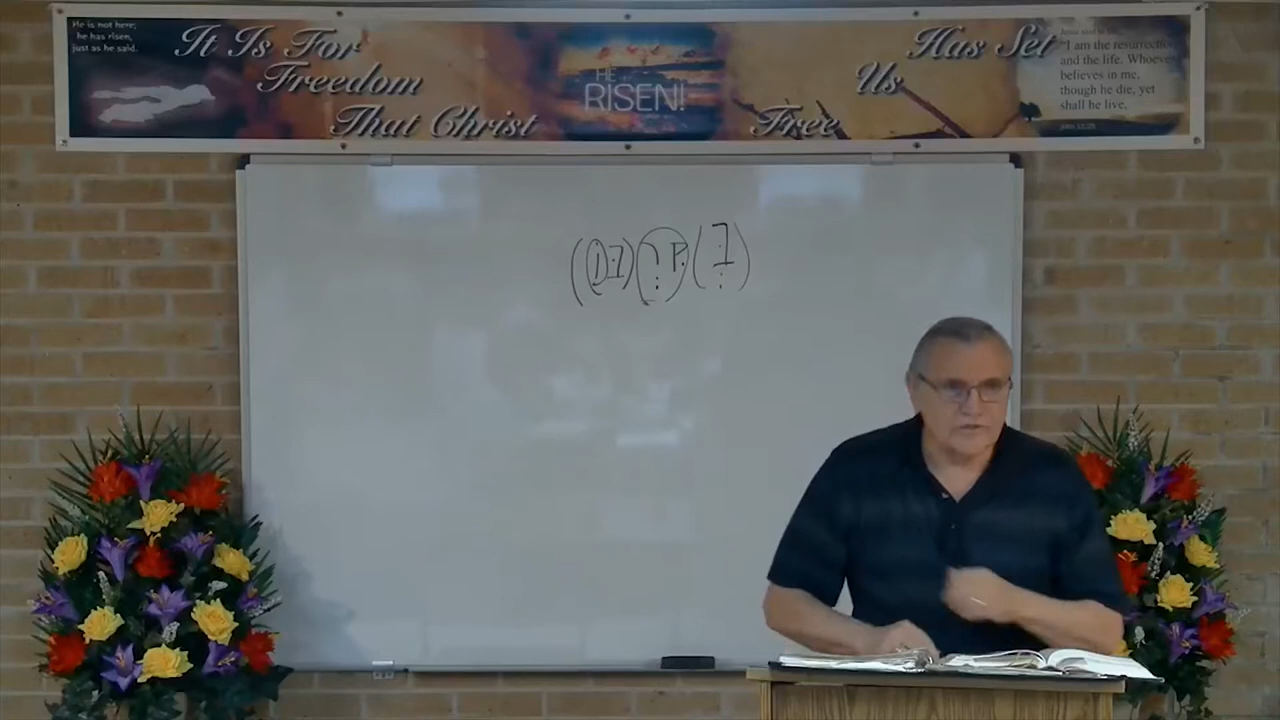 He is not here;
he has risen,
just as he said.
It Is For
Freedom
That Christ
HE
IS
RISEN!
Has Set
Us
Free
"I am the resurrection
and the life. Whoever
believes in me,
though he die, yet
shall he live,